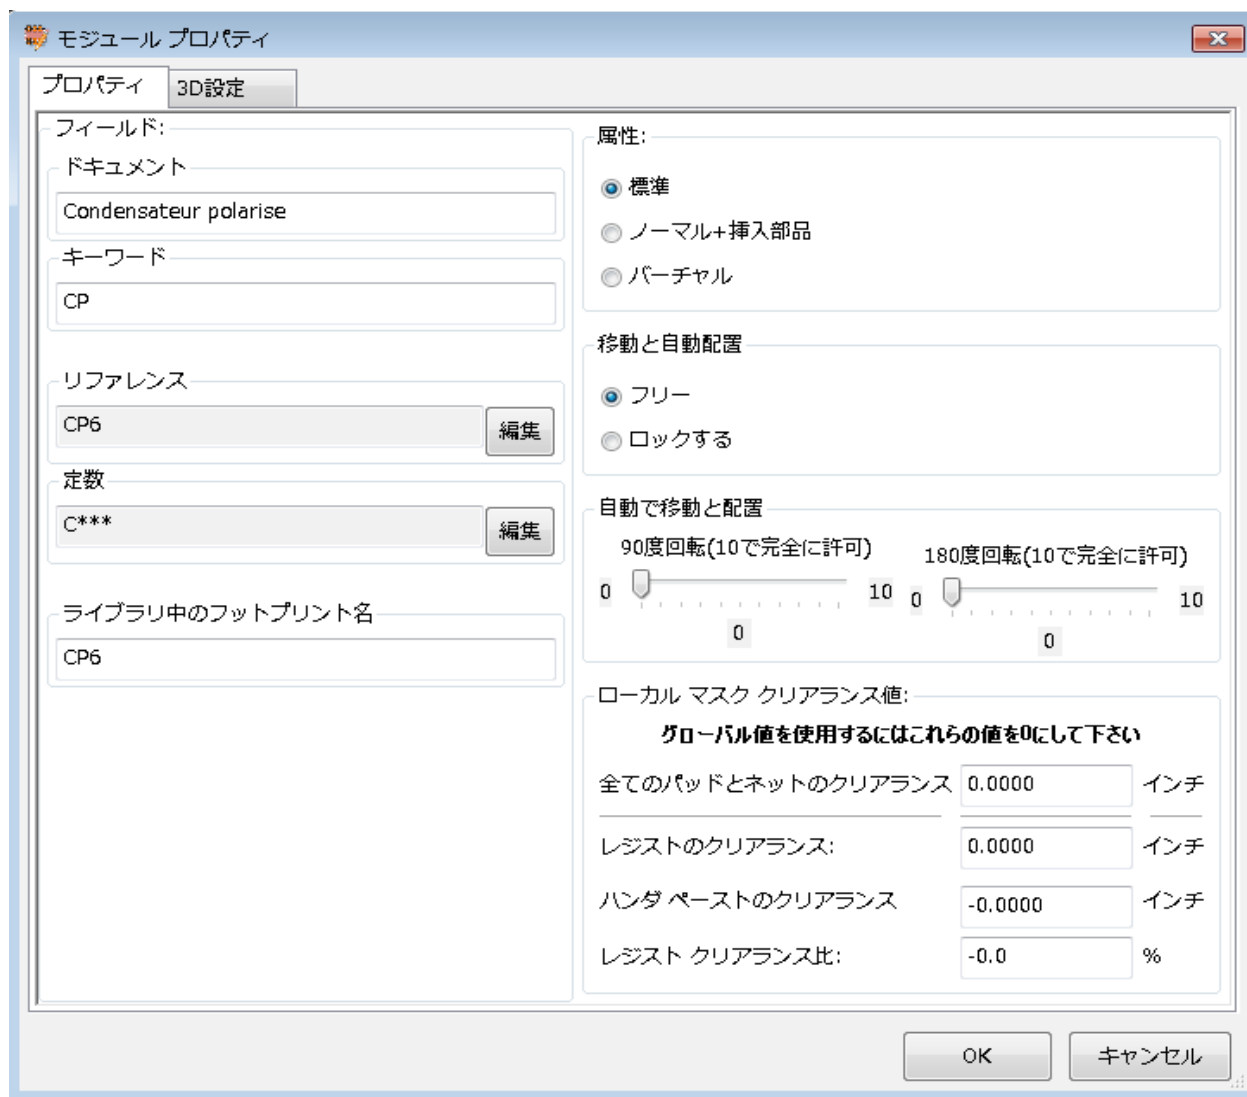 モジュール プロパティ
プロパティ
3D設定
フィールド:
ドキュメント
Condensateur polarise
キーワード
CP
リファレンス
CP6
編集
定数
C***
編集
ライブラリ中のフットプリント名
CP6
属性:
標準
ノーマル+挿入部品
バーチャル
移動と自動配置
フリー
ロックする
自動で移動と配置
90度回転(10で完全に許可)
0
10
0
180度回転(10で完全に許可)
0
10
0
ローカル マスク クリアランス値:
グローバル値を使用するにはこれらの値を0にして下さい
全てのパッドとネットのクリアランス 0.0000 インチ
レジストのクリアランス: 0.0000 インチ
ハンダ ペーストのクリアランス -0.0000 インチ
レジスト クリアランス比: -0.0 %
OK
キャンセル